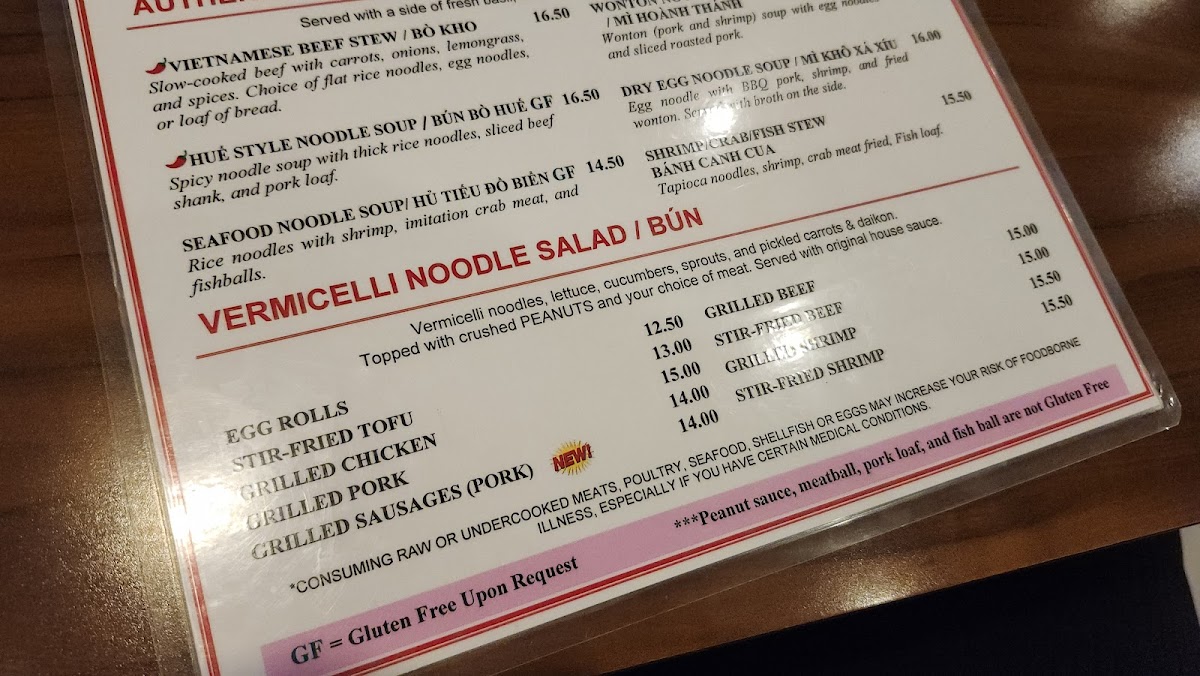 AUTHE
Served with a side of fresh basil,
VIETNAMESE BEEF STEW / BÒ KHO 16.50
Slow-cooked beef with carrots, onions, lemongrass,
and spices. Choice of flat rice noodles, egg noodles,
or loaf of bread.
HUẾ STYLE NOODLE SOUP / BÚN BÒ HUẾ GF 16.50
Spicy noodle soup with thick rice noodles, sliced beef
shank, and pork loaf.
SEAFOOD NOODLE SOUP/ HỦ TIẾU ĐỒ BIỂN GF 14.50
Rice noodles with shrimp, imitation crab meat, and
fishballs.
WONTON
/ MÌ HOÀNH THÁNH
Wonton (pork and shrimp) soup with egg noodles
and sliced roasted pork.
DRY EGG NOODLE SOUP / MÌ KHÔ XÁ XÍU 16.00
Egg noodle with BBQ pork, shrimp, and fried
wonton. Served with broth on the side.
SHRIMP/CRAB/FISH STEW 15.50
BÁNH CANH CUA
Tapioca noodles, shrimp, crab meat fried, Fish loaf.
VERMICELLI NOODLE SALAD / BÚN
Vermicelli noodles, lettuce, cucumbers, sprouts, and pickled carrots & daikon.
Topped with crushed PEANUTS and your choice of meat. Served with original house sauce.
EGG ROLLS 12.50
STIR-FRIED TOFU 13.00
GRILLED CHICKEN 15.00
GRILLED PORK 14.00
GRILLED SAUSAGES (PORK) NEW! 14.00
GRILLED BEEF 15.00
STIR-FRIED BEEF 15.00
GRILLED SHRIMP 15.50
STIR-FRIED SHRIMP 15.50
*CONSUMING RAW OR UNDERCOOKED MEATS, POULTRY, SEAFOOD, SHELLFISH OR EGGS MAY INCREASE YOUR RISK OF FOODBORNE
ILLNESS, ESPECIALLY IF YOU HAVE CERTAIN MEDICAL CONDITIONS.
GF = Gluten Free Upon Request ***Peanut sauce, meatball, pork loaf, and fish ball are not Gluten Free